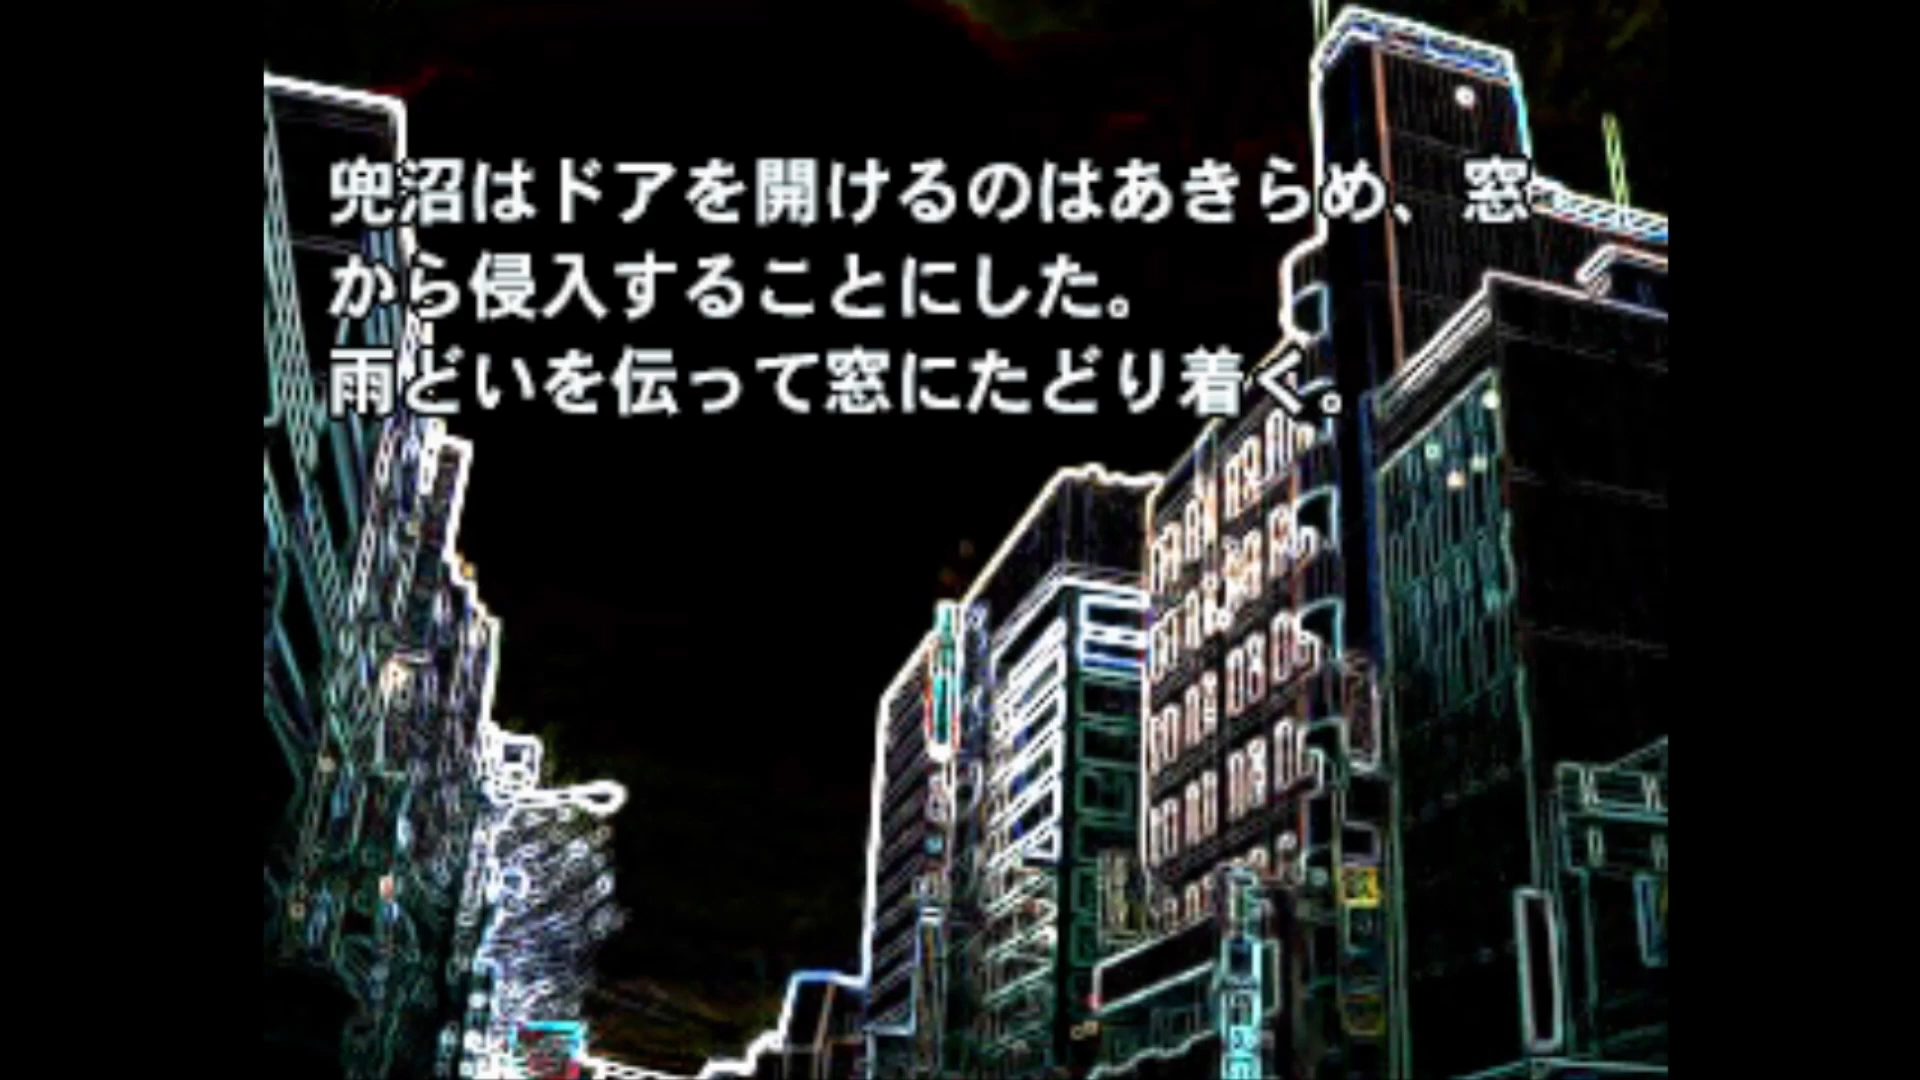 兜沼はドアを開けるのはあきらめ、窓
から侵入することにした。
雨どいを伝って窓にたどり着く。